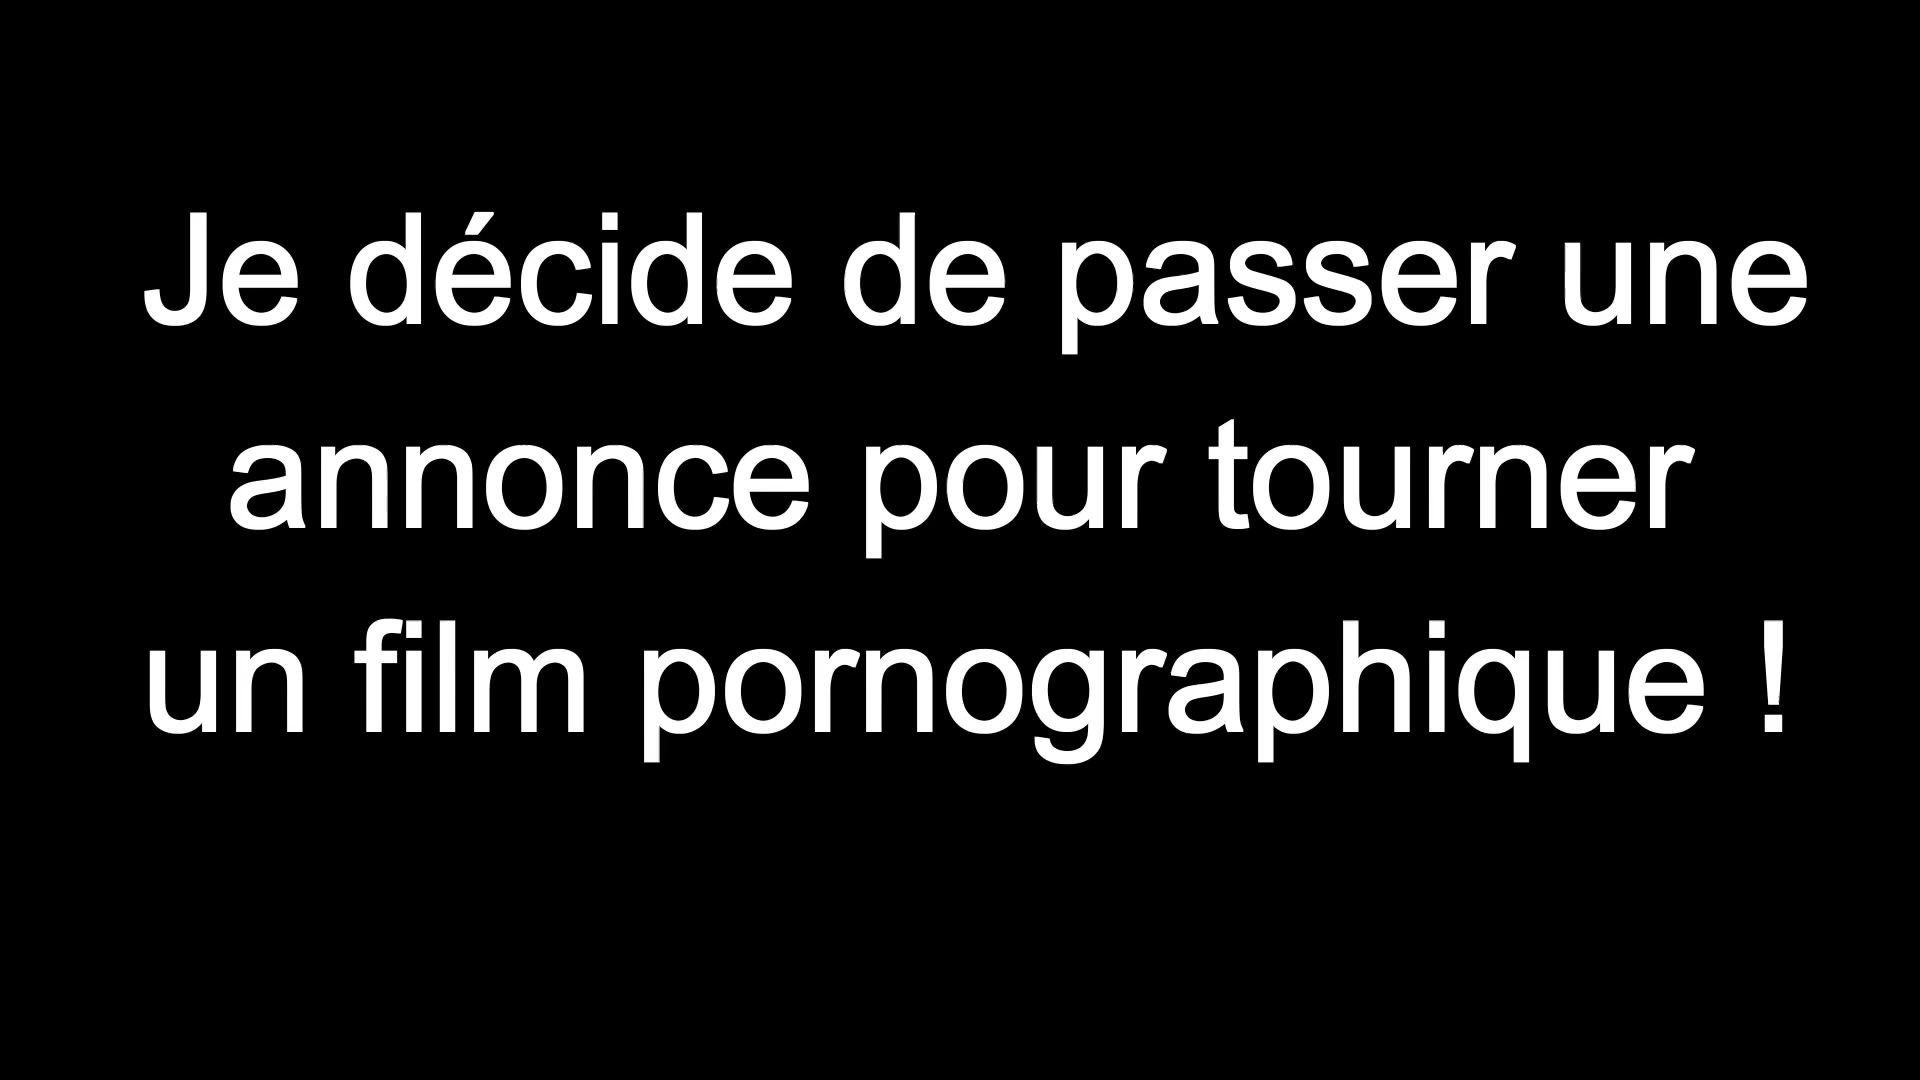 Je décide de passer une
annonce pour tourner
un film pornographique !